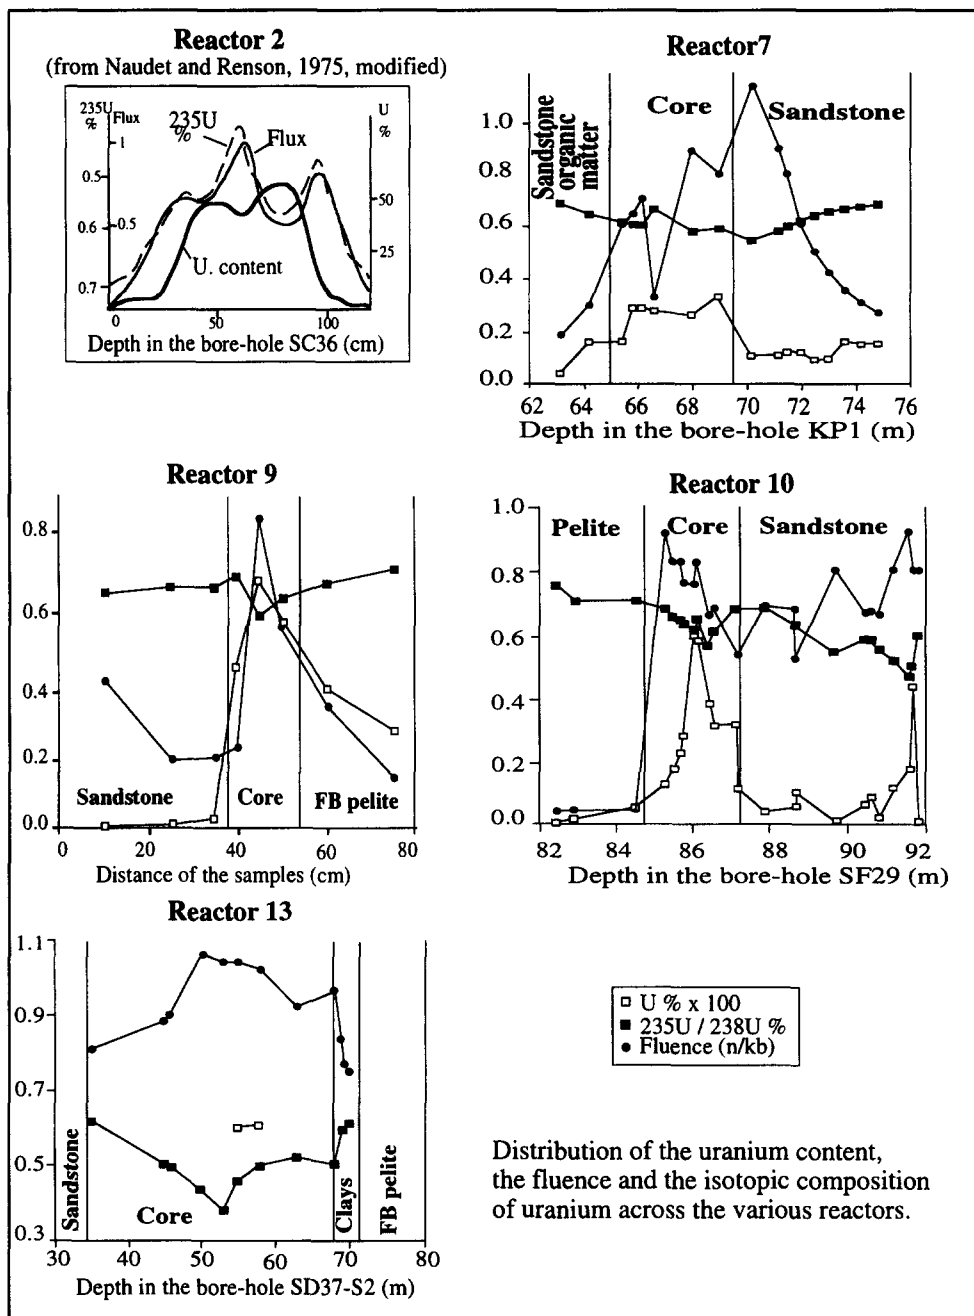 Reactor 2
(from Naudet and Renson, 1975, modified)
235U
%
Flux
235U
%
Flux
U
%
1
0.5
0.5
0.6
0.7
50
25
U. content
0
50
100
Depth in the bore-hole SC36 (cm)
Reactor7
Sandstone
organic
matter
Core
Sandstone
1.0
0.8
0.6
0.4
0.2
0.0
62 64 66 68 70 72 74 76
Depth in the bore-hole KP1 (m)
Reactor 9
0.8
0.6
0.4
0.2
0.0
Sandstone
Core
FB pelite
0 20 40 60 80
Distance of the samples (cm)
Reactor 10
1.0
0.8
0.6
0.4
0.2
0.0
Pelite
Core
Sandstone
82 84 86 88 90 92
Depth in the bore-hole SF29 (m)
Reactor 13
1.1
0.9
0.7
0.5
0.3
Sandstone
Core
Clays
FB pelite
30 40 50 60 70 80
Depth in the bore-hole SD37-S2 (m)
U % x 100
235U / 238U %
Fluence (n/kb)
Distribution of the uranium content,
the fluence and the isotopic composition
of uranium across the various reactors.